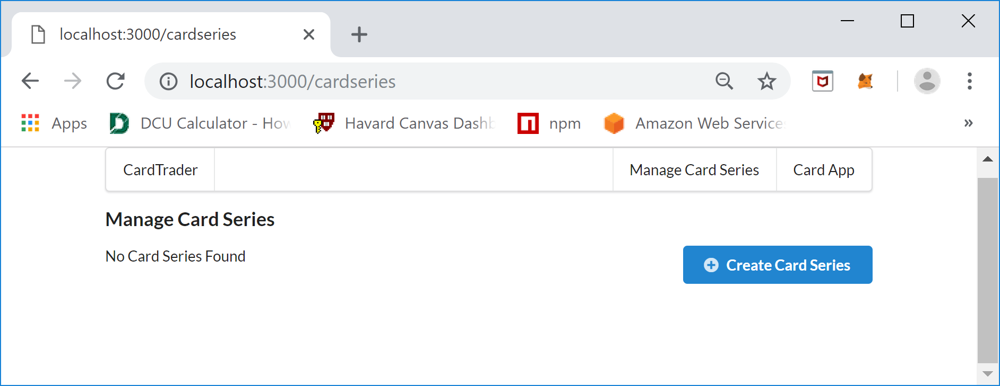 localhost:3000/cardseries
localhost:3000/cardseries
Apps DCU Calculator - How Havard Canvas Dashb npm Amazon Web Services »
CardTrader Manage Card Series Card App
Manage Card Series
No Card Series Found
Create Card Series